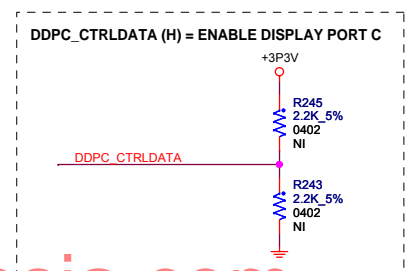 DDPC_CTRLDATA (H) = ENABLE DISPLAY PORT C
+3P3V
R245
2.2K_5%
0402
NI
DDPC_CTRLDATA
R243
2.2K_5%
0402
NI